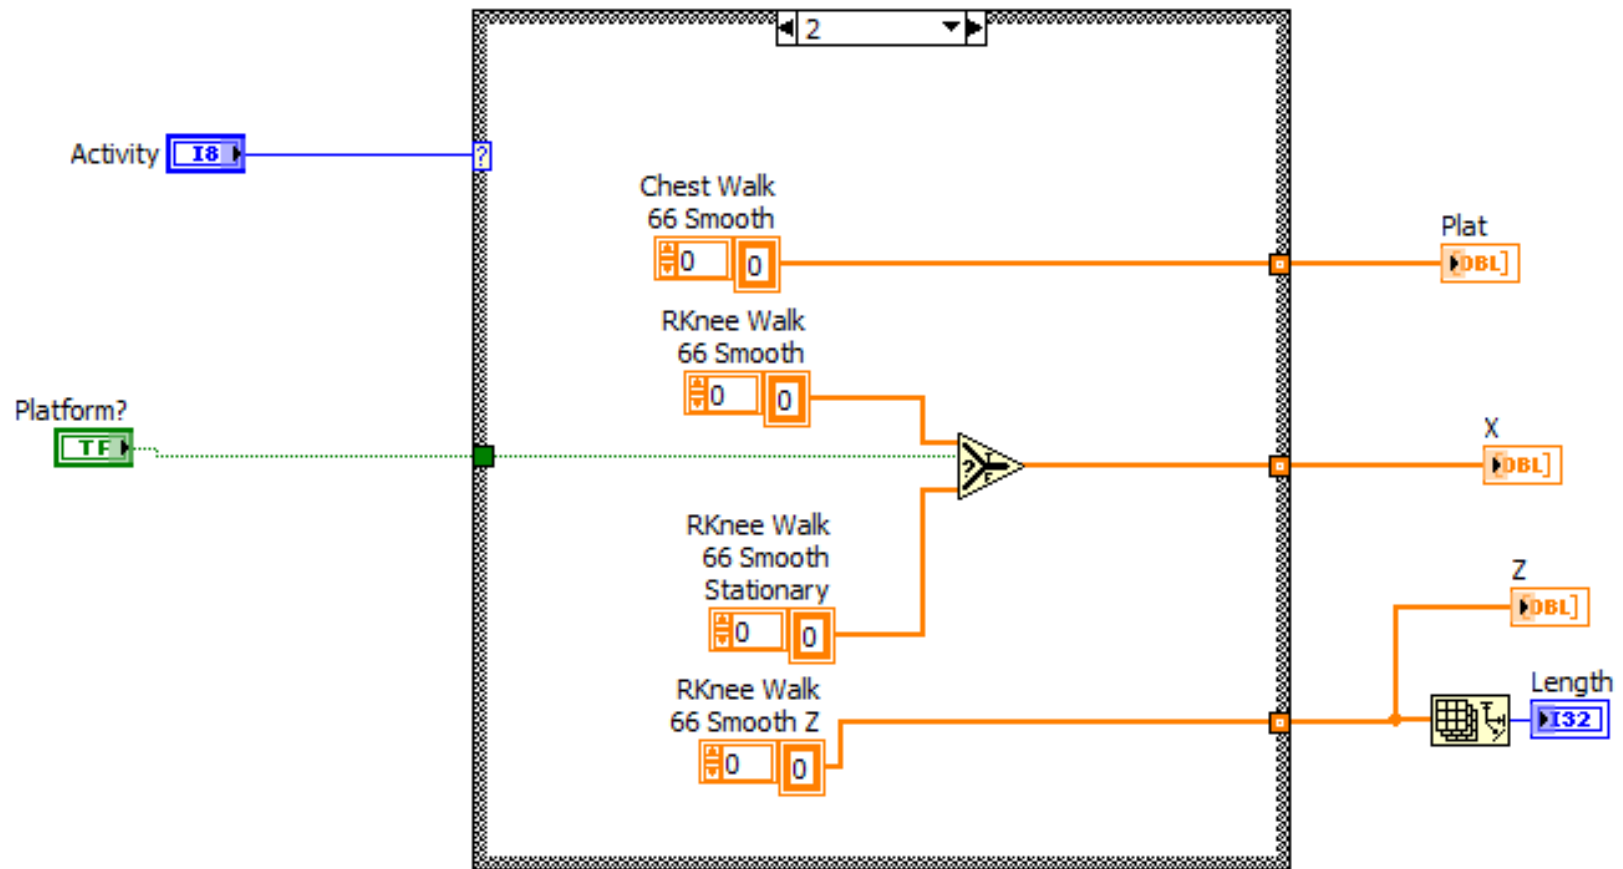 2
Activity
I8
?
Chest Walk
66 Smooth
0
0
Plat
[DBL]
RKnee Walk
66 Smooth
0
0
Platform?
TF
?
T
F
X
[DBL]
RKnee Walk
66 Smooth
Stationary
0
0
Z
[DBL]
RKnee Walk
66 Smooth Z
0
0
Length
I32